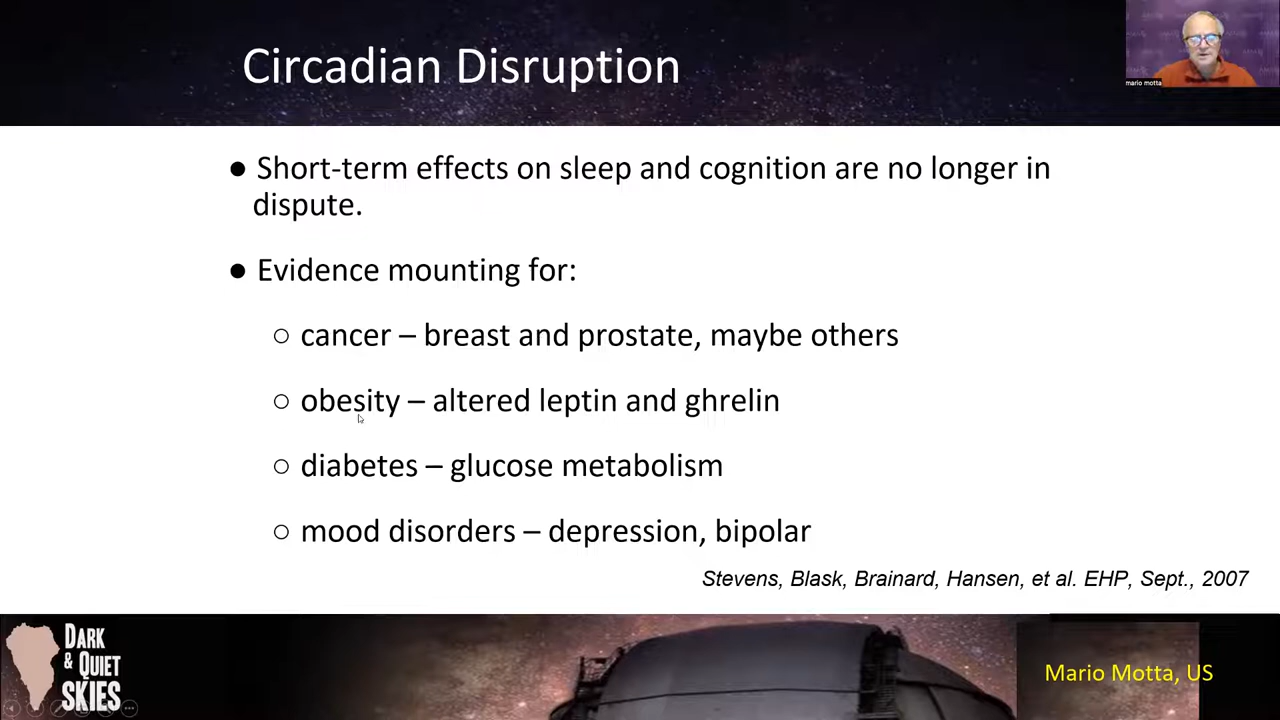 Circadian Disruption
mario motta
● Short-term effects on sleep and cognition are no longer in
dispute.
● Evidence mounting for:
○ cancer – breast and prostate, maybe others
○ obesity – altered leptin and ghrelin
○ diabetes – glucose metabolism
○ mood disorders – depression, bipolar
Stevens, Blask, Brainard, Hansen, et al. EHP, Sept., 2007
DARK
& QUIET
SKIES
Mario Motta, US